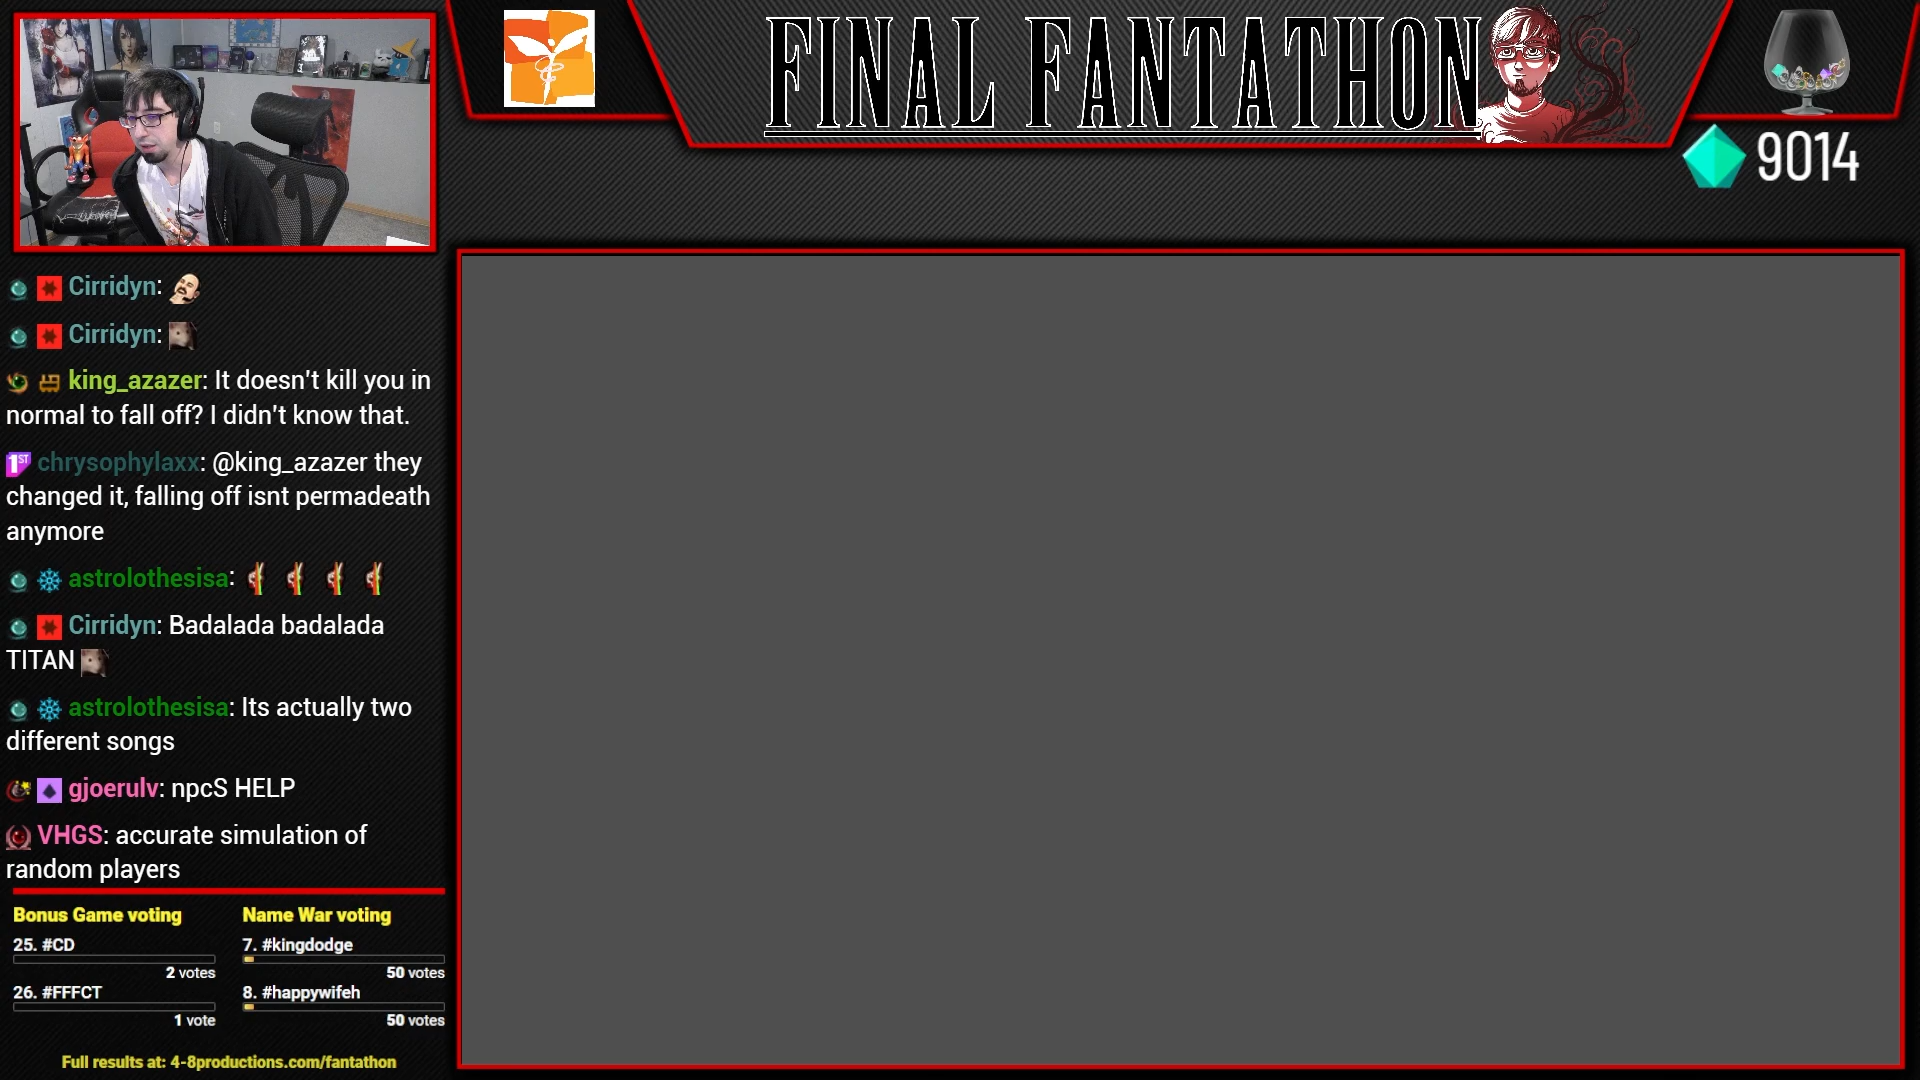 FINAL FANTATHON
9014
Cirridyn:
Cirridyn:
king_azazer: It doesn't kill you in
normal to fall off? I didn't know that.
1ST chrysophylaxx: @king_azazer they
changed it, falling off isnt permadeath
anymore
astrolothesisa:
Cirridyn: Badalada badalada
TITAN
astrolothesisa: Its actually two
different songs
gjoerulv: npcS HELP
VHGS: accurate simulation of
random players
Bonus Game voting
25. #CD
2 votes
26. #FFFCT
1 vote
Name War voting
7. #kingdodge
50 votes
8. #happywifeh
50 votes
Full results at: 4-8productions.com/fantathon